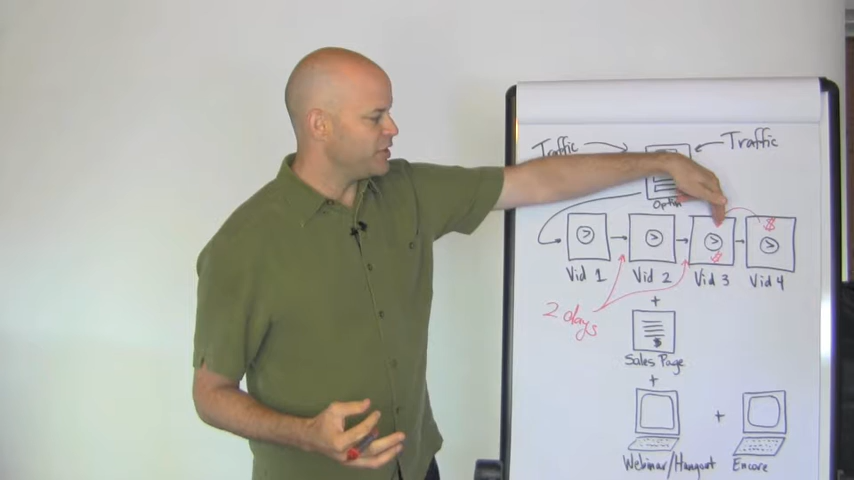 Traffic
Traffic
Optin
$
$
Vid 1
Vid 2
Vid 3
Vid 4
2 days
+
$
Sales Page
+
+
Webinar/Hangout
Encore